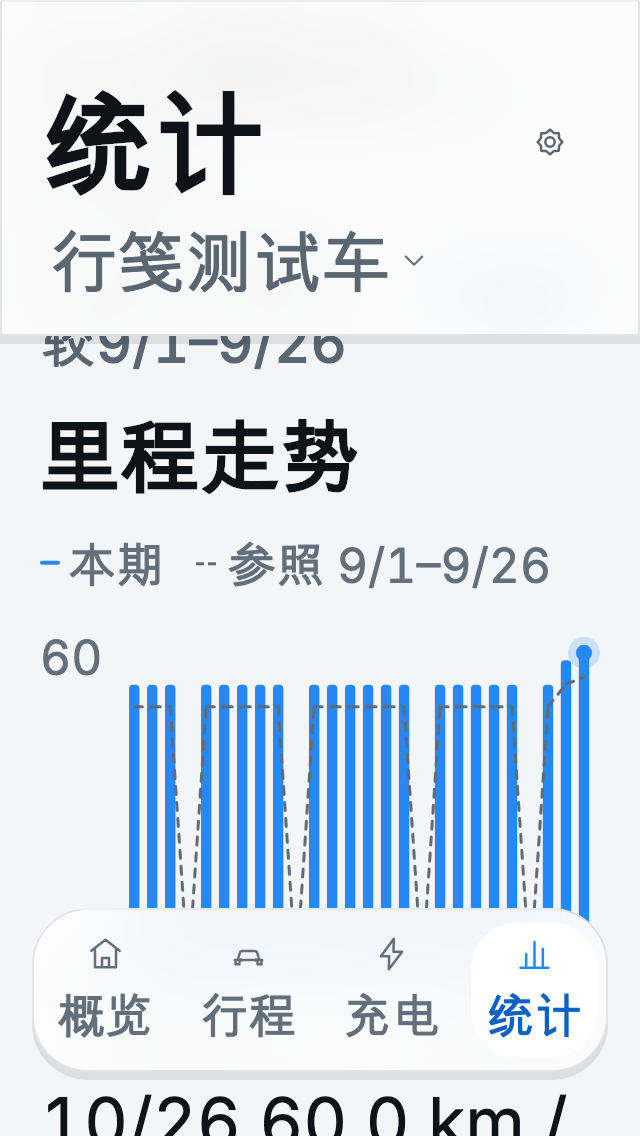 统计
行笺测试车
较9/1–9/26
里程走势
本期 参照 9/1–9/26
60
概览 行程 充电 统计
10/26 60.0 km /